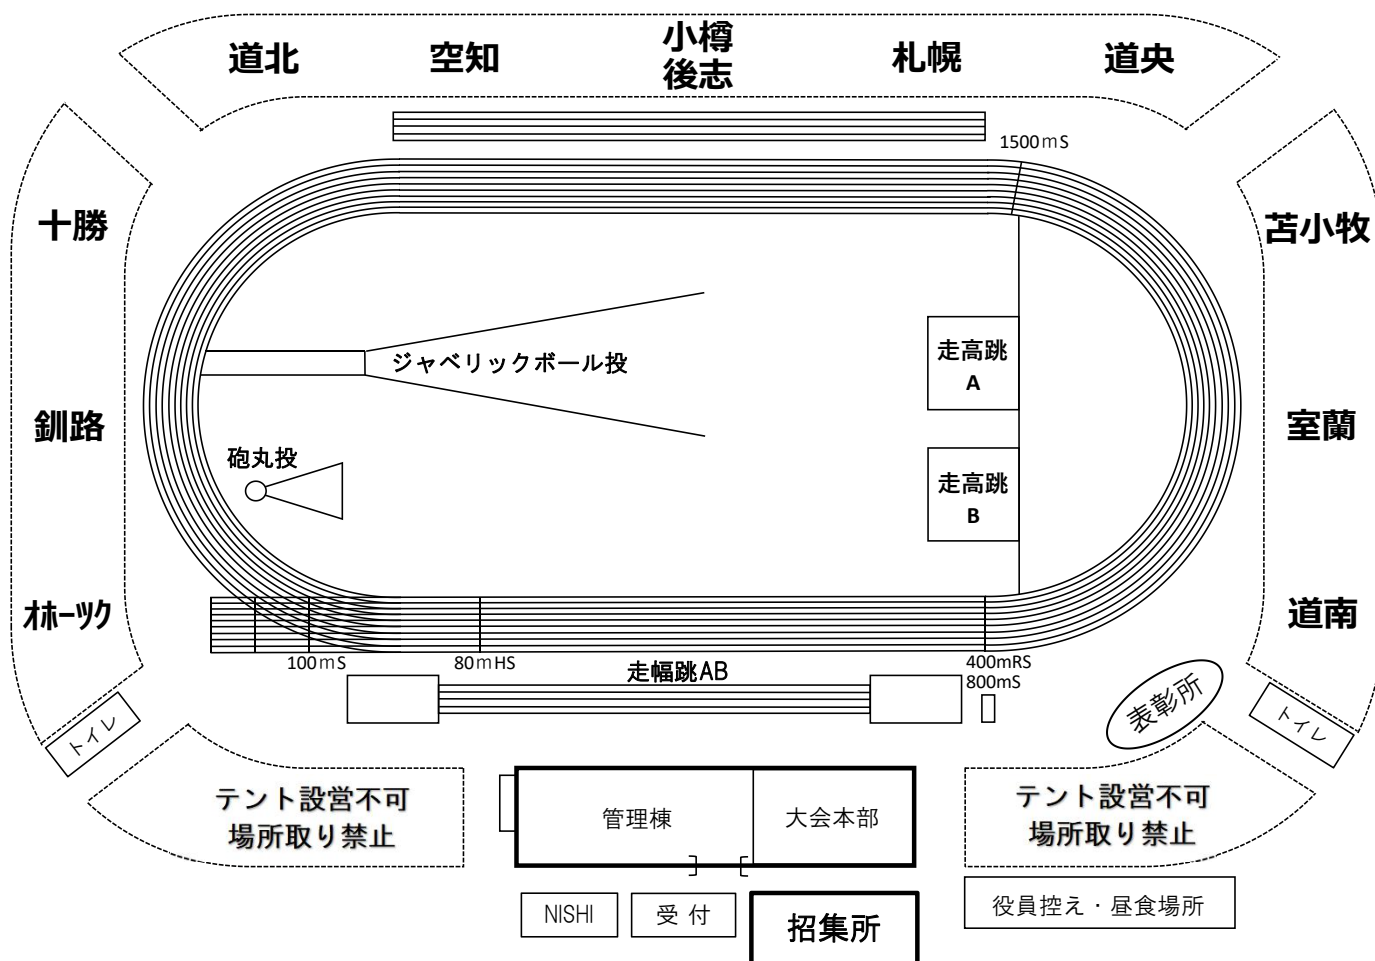 道北
空知
小樽
後志
札幌
道央
1500mS
十勝
苫小牧
ジャベリックボール投
走高跳
A
釧路
室蘭
砲丸投
走高跳
B
ｵﾎｰﾂｸ
道南
100mS
80mHS
走幅跳AB
400mRS
800mS
表彰所
トイレ
トイレ
テント設営不可
場所取り禁止
管理棟
大会本部
テント設営不可
場所取り禁止
NISHI
受 付
招集所
役員控え・昼食場所